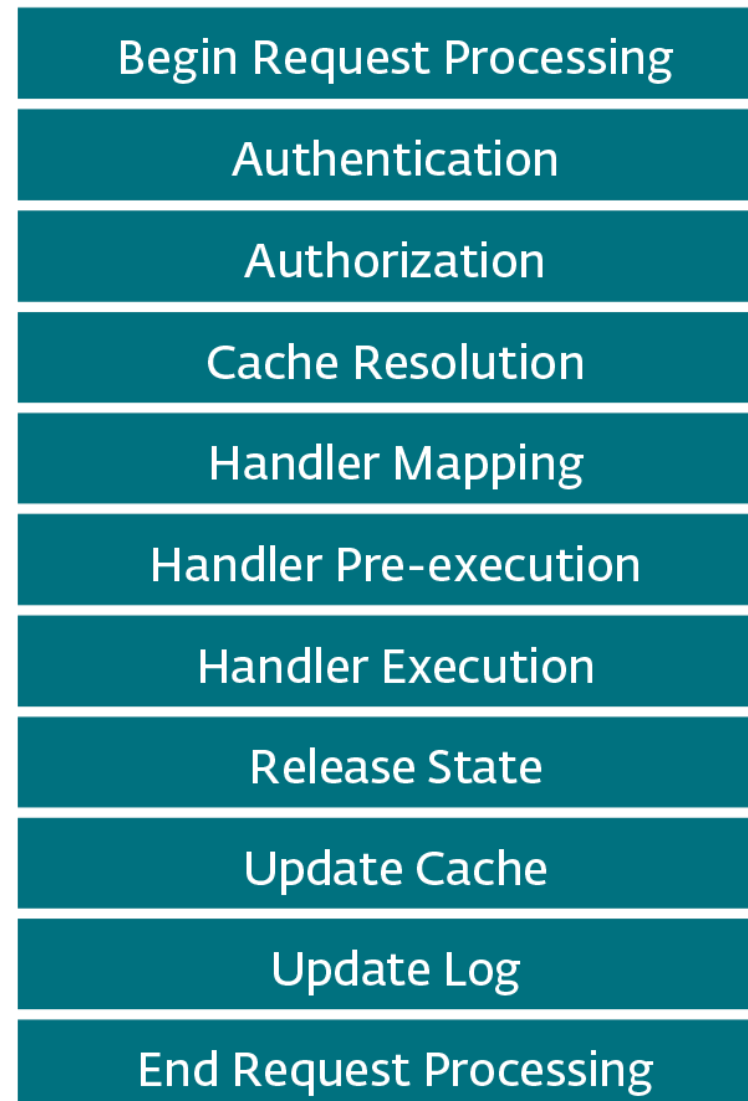 Begin Request Processing
Authentication
Authorization
Cache Resolution
Handler Mapping
Handler Pre-execution
Handler Execution
Release State
Update Cache
Update Log
End Request Processing